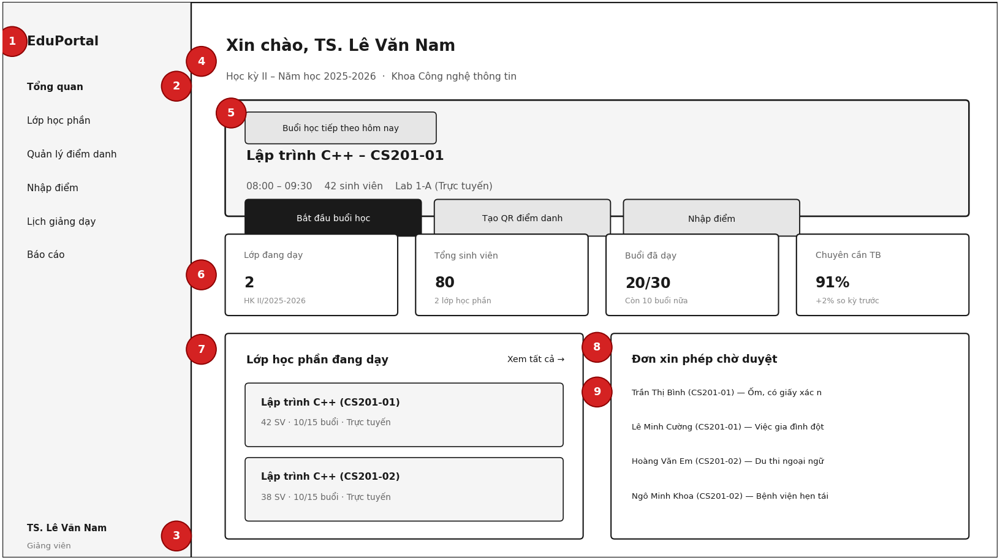 1 EduPortal
Tổng quan 2
Lớp học phần
Quản lý điểm danh
Nhập điểm
Lịch giảng dạy
Báo cáo
TS. Lê Văn Nam
Giảng viên
3
4
Xin chào, TS. Lê Văn Nam
Học kỳ II – Năm học 2025-2026 · Khoa Công nghệ thông tin
5
Buổi học tiếp theo hôm nay
Lập trình C++ – CS201-01
08:00 – 09:30 42 sinh viên Lab 1-A (Trực tuyến)
Bắt đầu buổi học
Tạo QR điểm danh
Nhập điểm
6
Lớp đang dạy
2
HK II/2025-2026
Tổng sinh viên
80
2 lớp học phần
Buổi đã dạy
20/30
Còn 10 buổi nữa
Chuyên cần TB
91%
+2% so kỳ trước
7
Lớp học phần đang dạy Xem tất cả →
Lập trình C++ (CS201-01)
42 SV · 10/15 buổi · Trực tuyến
Lập trình C++ (CS201-02)
38 SV · 10/15 buổi · Trực tuyến
8
Đơn xin phép chờ duyệt
9
Trần Thị Bình (CS201-01) — Ốm, có giấy xác n
Lê Minh Cường (CS201-01) — Việc gia đình đột
Hoàng Văn Em (CS201-02) — Du thi ngoại ngữ
Ngô Minh Khoa (CS201-02) — Bệnh viện hẹn tái